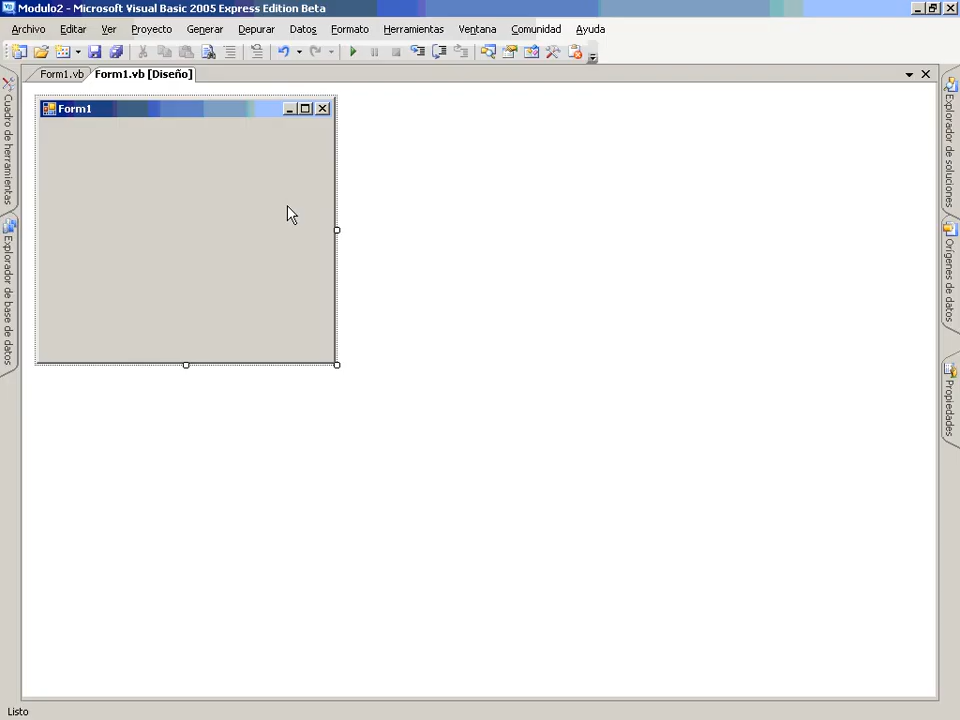 Modulo2 - Microsoft Visual Basic 2005 Express Edition Beta
Archivo Editar Ver Proyecto Generar Depurar Datos Formato Herramientas Ventana Comunidad Ayuda
Form1.vb Form1.vb [Diseño]
Form1
Cuadro de herramientas
Explorador de base de datos
Explorador de soluciones
Orígenes de datos
Propiedades
Listo